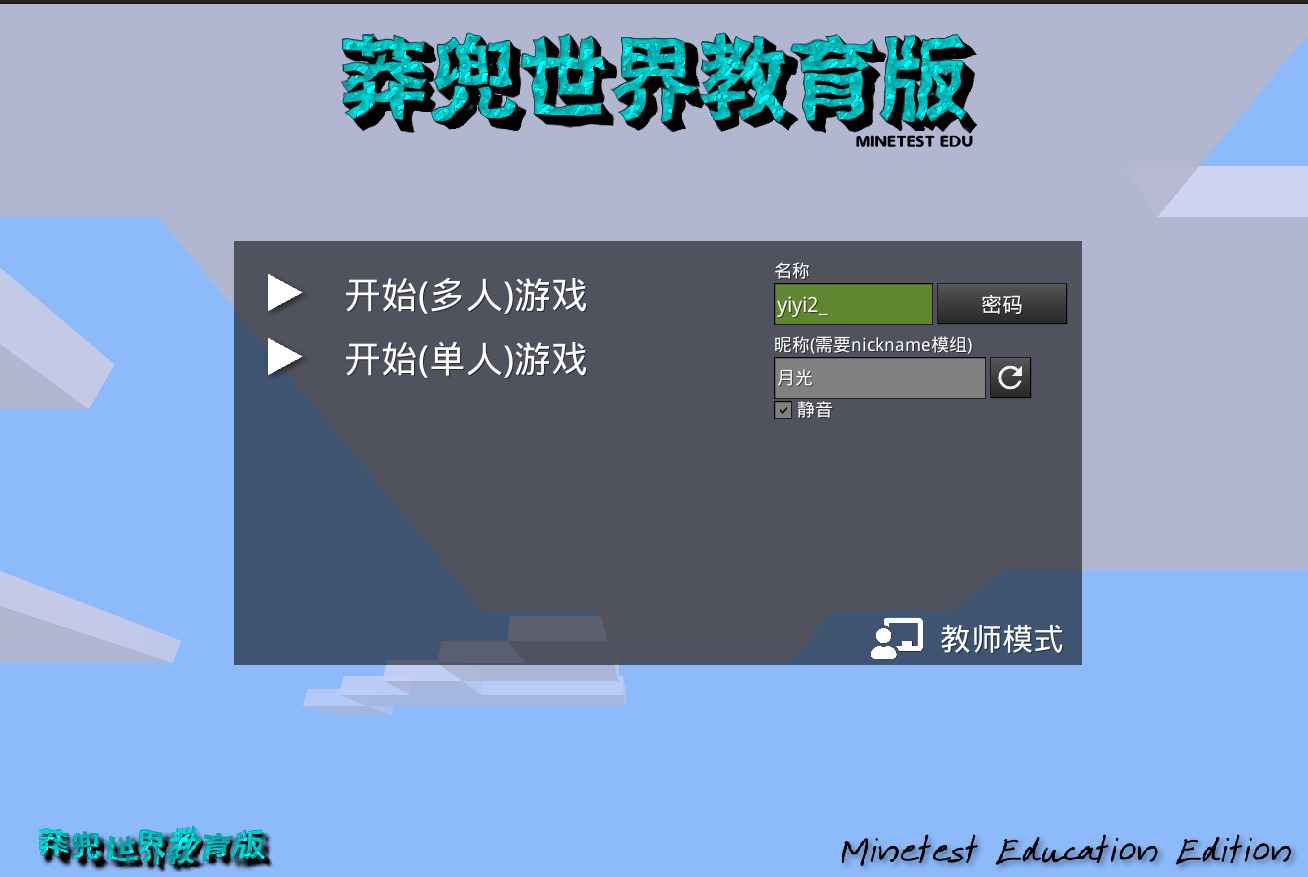 莽兜世界教育版
MINETEST EDU
开始(多人)游戏
开始(单人)游戏
名称
yiyi2_
密码
昵称(需要nickname模组)
月光
静音
教师模式
莽兜世界教育版
Minetest Education Edition